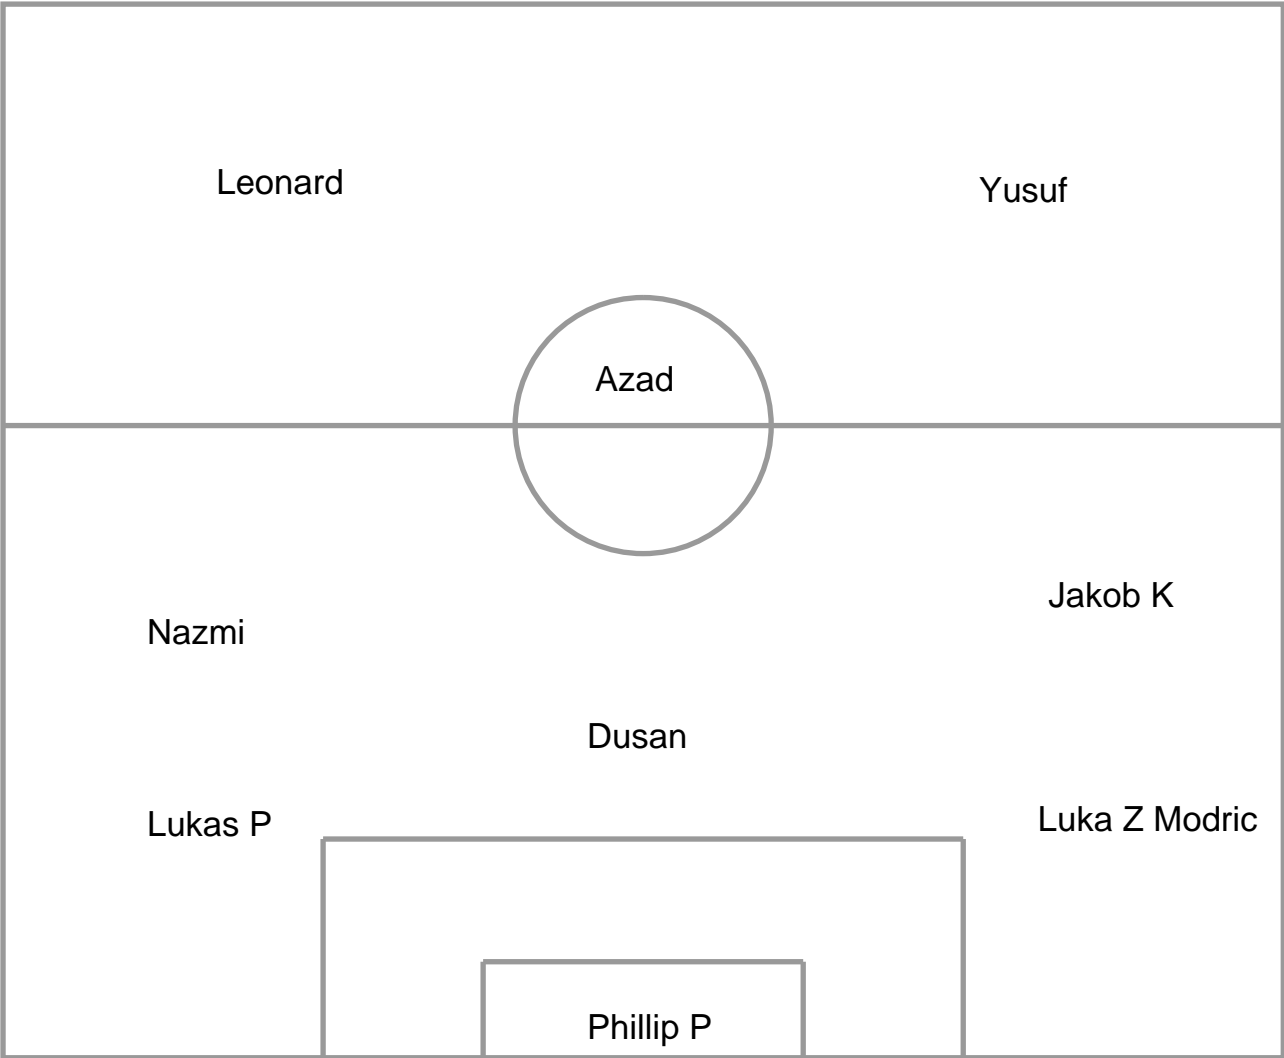 Leonard
Yusuf
Azad
Jakob K
Nazmi
Dusan
Lukas P
Luka Z Modric
Phillip P